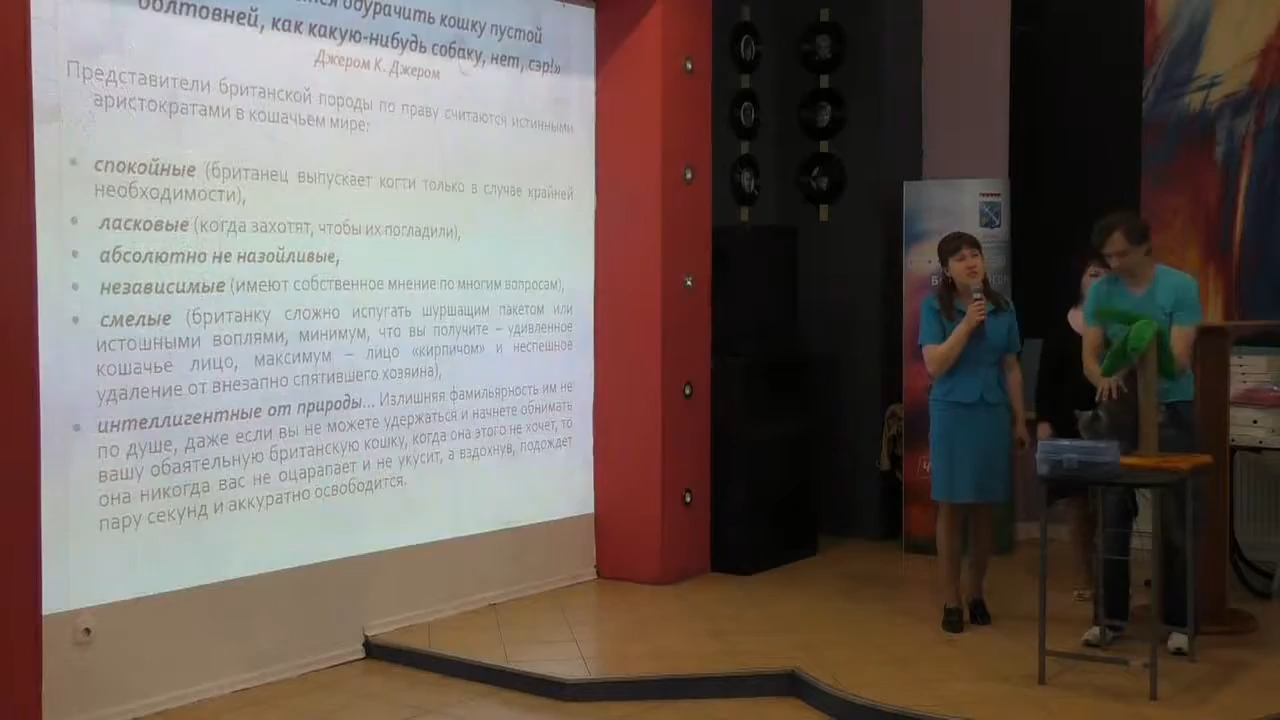 одурачить кошку пустой
болтовней, как какую-нибудь собаку, нет, сэр!»
Джером К. Джером
Представители британской породы по праву считаются истинными
аристократами в кошачьем мире:
• спокойные (британец выпускает когти только в случае крайней
необходимости),
• ласковые (когда захотят, чтобы их погладили),
• абсолютно не назойливые,
• независимые (имеют собственное мнение по многим вопросам),
• смелые (британку сложно испугать шуршащим пакетом или
истошными воплями, минимум, что вы получите – удивленное
кошачье лицо, максимум – лицо «кирпичом» и неспешное
удаление от внезапно спятившего хозяина),
• интеллигентные от природы... Излишняя фамильярность им не
по душе, даже если вы не можете удержаться и начнете обнимать
вашу обаятельную британскую кошку, когда она этого не хочет, то
она никогда вас не оцарапает и не укусит, а вздохнув, подождет
пару секунд и аккуратно освободится.